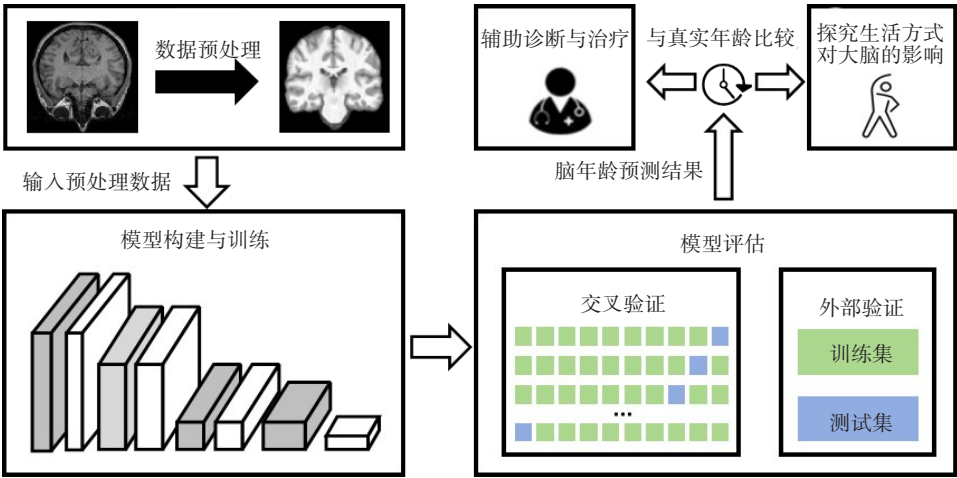 数据预处理
输入预处理数据
模型构建与训练
辅助诊断与治疗
与真实年龄比较
探究生活方式
对大脑的影响
脑年龄预测结果
模型评估
交叉验证
...
外部验证
训练集
测试集